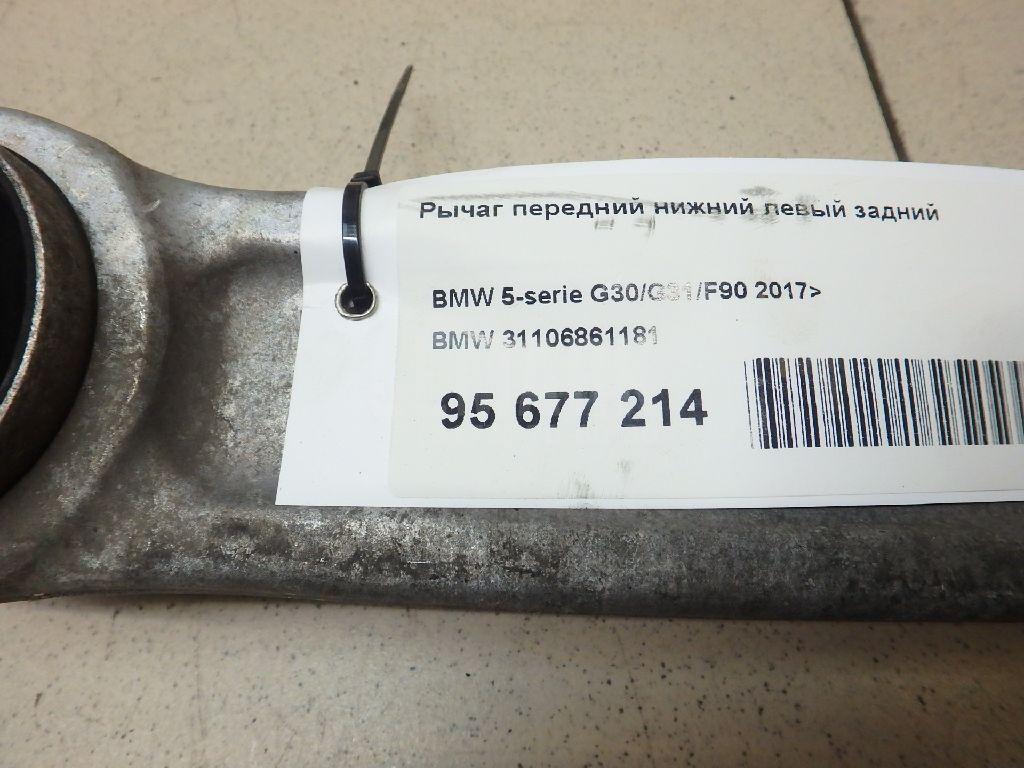 Рычаг передний нижний левый задний
BMW 5-serie G30/G31/F90 2017>
BMW 31106861181
95 677 214